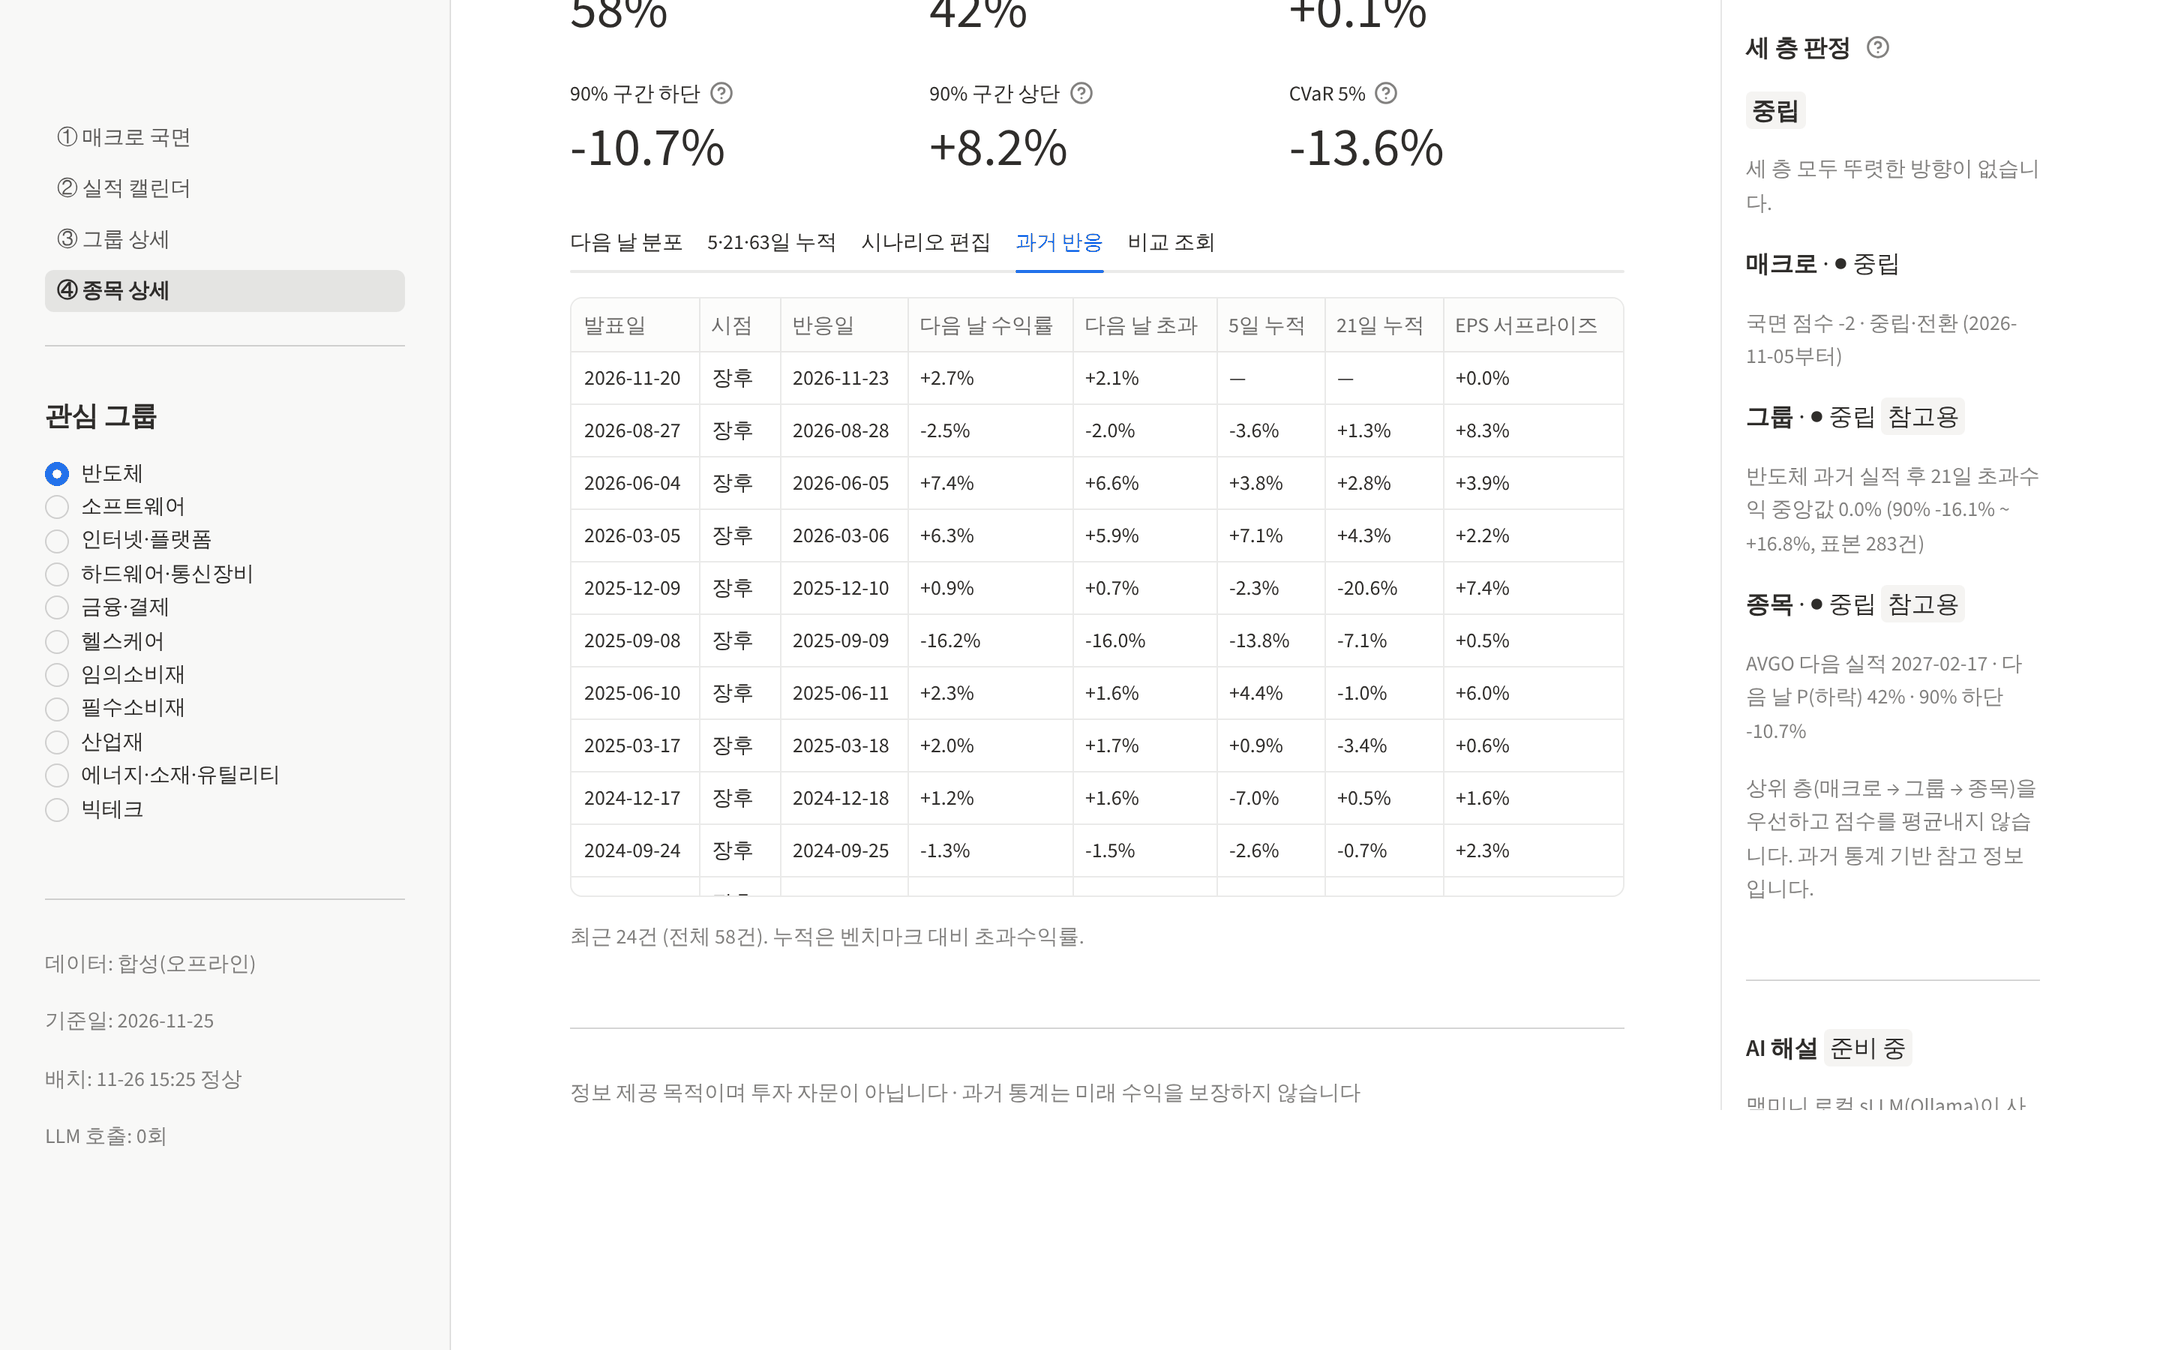 ① 매크로 국면
② 실적 캘린더
③ 그룹 상세
④ 종목 상세
관심 그룹
반도체
소프트웨어
인터넷·플랫폼
하드웨어·통신장비
금융·결제
헬스케어
임의소비재
필수소비재
산업재
에너지·소재·유틸리티
빅테크
데이터: 합성(오프라인)
기준일: 2026-11-25
배치: 11-26 15:25 정상
LLM 호출: 0회
58% 42% +0.1%
90% 구간 하단 90% 구간 상단 CVaR 5%
-10.7% +8.2% -13.6%
다음 날 분포 5·21·63일 누적 시나리오 편집 과거 반응 비교 조회
발표일 시점 반응일 다음 날 수익률 다음 날 초과 5일 누적 21일 누적 EPS 서프라이즈
2026-11-20 장후 2026-11-23 +2.7% +2.1% — — +0.0%
2026-08-27 장후 2026-08-28 -2.5% -2.0% -3.6% +1.3% +8.3%
2026-06-04 장후 2026-06-05 +7.4% +6.6% +3.8% +2.8% +3.9%
2026-03-05 장후 2026-03-06 +6.3% +5.9% +7.1% +4.3% +2.2%
2025-12-09 장후 2025-12-10 +0.9% +0.7% -2.3% -20.6% +7.4%
2025-09-08 장후 2025-09-09 -16.2% -16.0% -13.8% -7.1% +0.5%
2025-06-10 장후 2025-06-11 +2.3% +1.6% +4.4% -1.0% +6.0%
2025-03-17 장후 2025-03-18 +2.0% +1.7% +0.9% -3.4% +0.6%
2024-12-17 장후 2024-12-18 +1.2% +1.6% -7.0% +0.5% +1.6%
2024-09-24 장후 2024-09-25 -1.3% -1.5% -2.6% -0.7% +2.3%
최근 24건 (전체 58건). 누적은 벤치마크 대비 초과수익률.
정보 제공 목적이며 투자 자문이 아닙니다 · 과거 통계는 미래 수익을 보장하지 않습니다
세 층 판정
중립
세 층 모두 뚜렷한 방향이 없습니
다.
매크로 · ● 중립
국면 점수 -2 · 중립·전환 (2026-
11-05부터)
그룹 · ● 중립 참고용
반도체 과거 실적 후 21일 초과수
익 중앙값 0.0% (90% -16.1% ~
+16.8%, 표본 283건)
종목 · ● 중립 참고용
AVGO 다음 실적 2027-02-17 · 다
음 날 P(하락) 42% · 90% 하단
-10.7%
상위 층(매크로 → 그룹 → 종목)을
우선하고 점수를 평균내지 않습
니다. 과거 통계 기반 참고 정보
입니다.
AI 해설 준비 중
맥미니 로컬 sLLM(Ollama)이 사